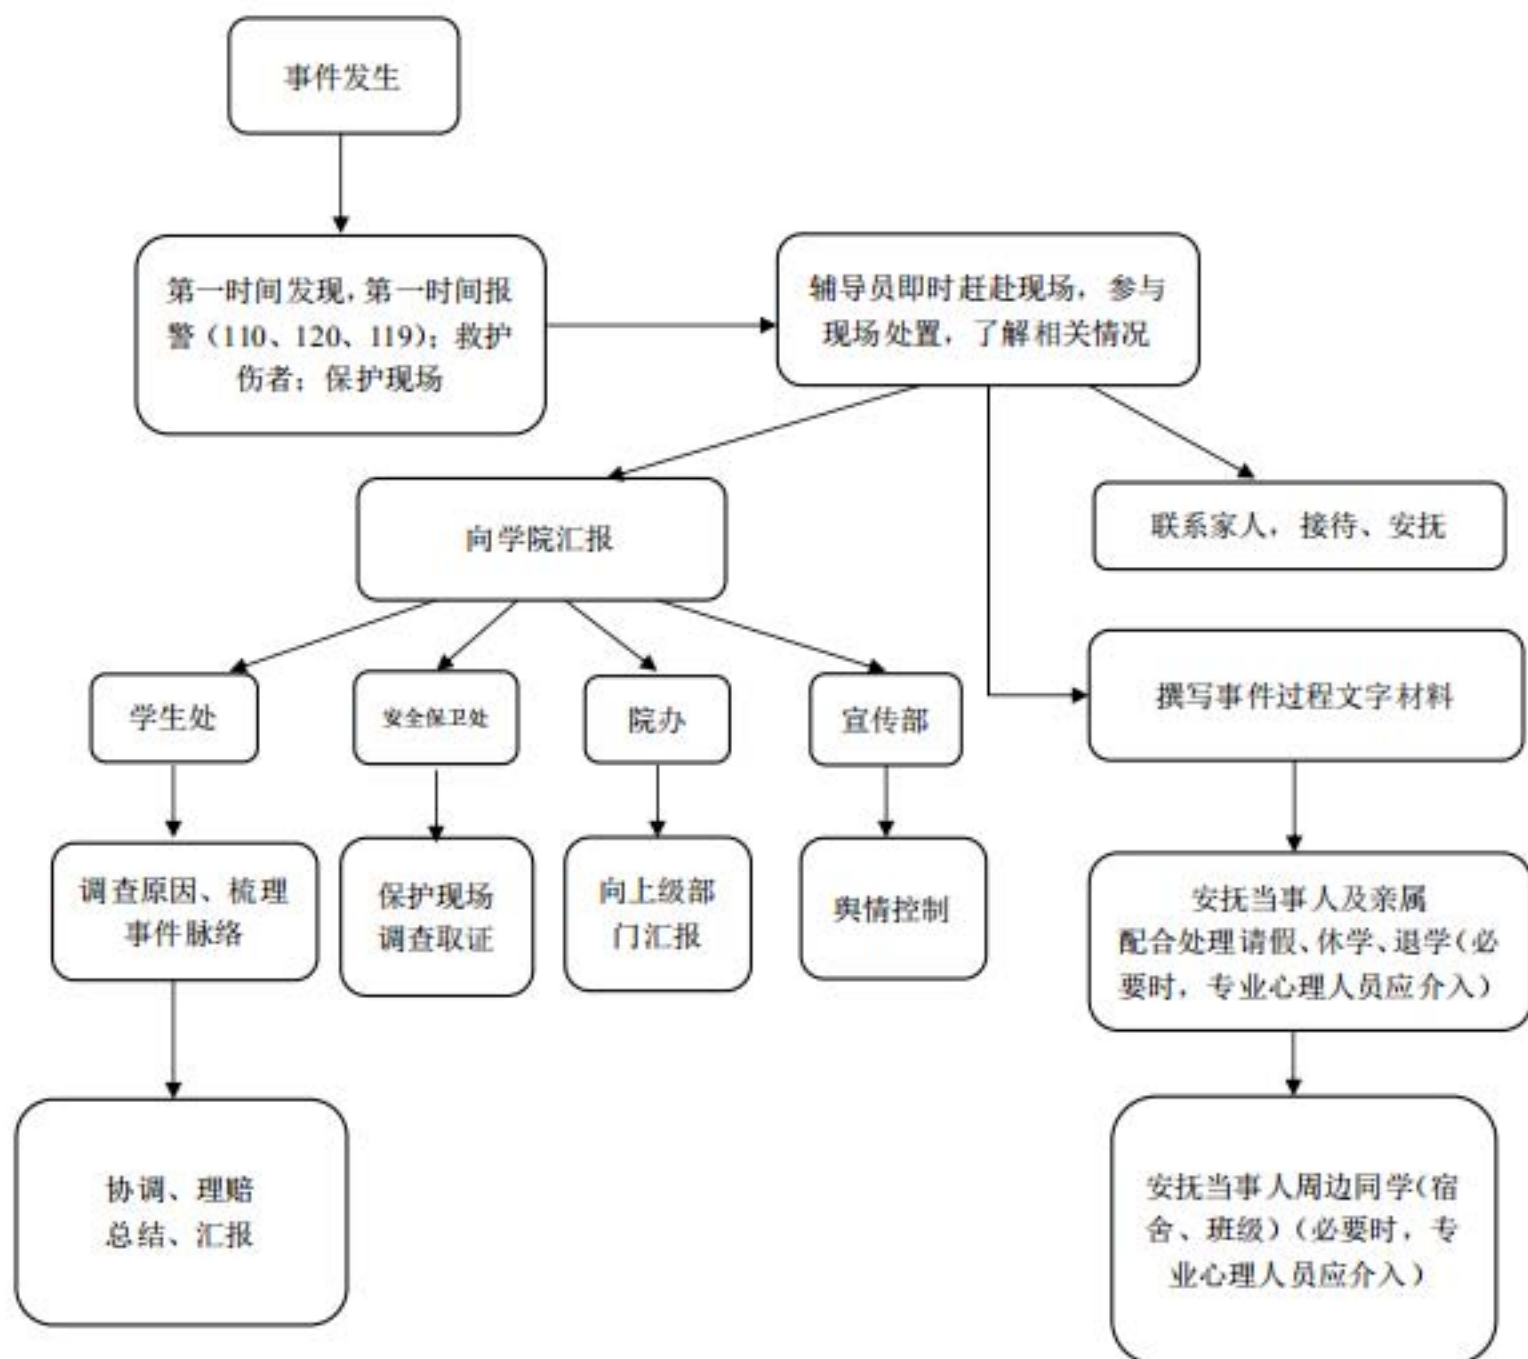 事件发生
第一时间发现，第一时间报
警（110、120、119）；救护
伤者；保护现场
辅导员即时赶赴现场，参与
现场处置，了解相关情况
向学院汇报
联系家人，接待、安抚
学生处
安全保卫处
院办
宣传部
撰写事件过程文字材料
调查原因、梳理
事件脉络
保护现场
调查取证
向上级部
门汇报
舆情控制
安抚当事人及亲属
配合处理请假、休学、退学（必
要时，专业心理人员应介入）
协调、理赔
总结、汇报
安抚当事人周边同学（宿
舍、班级）（必要时，专
业心理人员应介入）